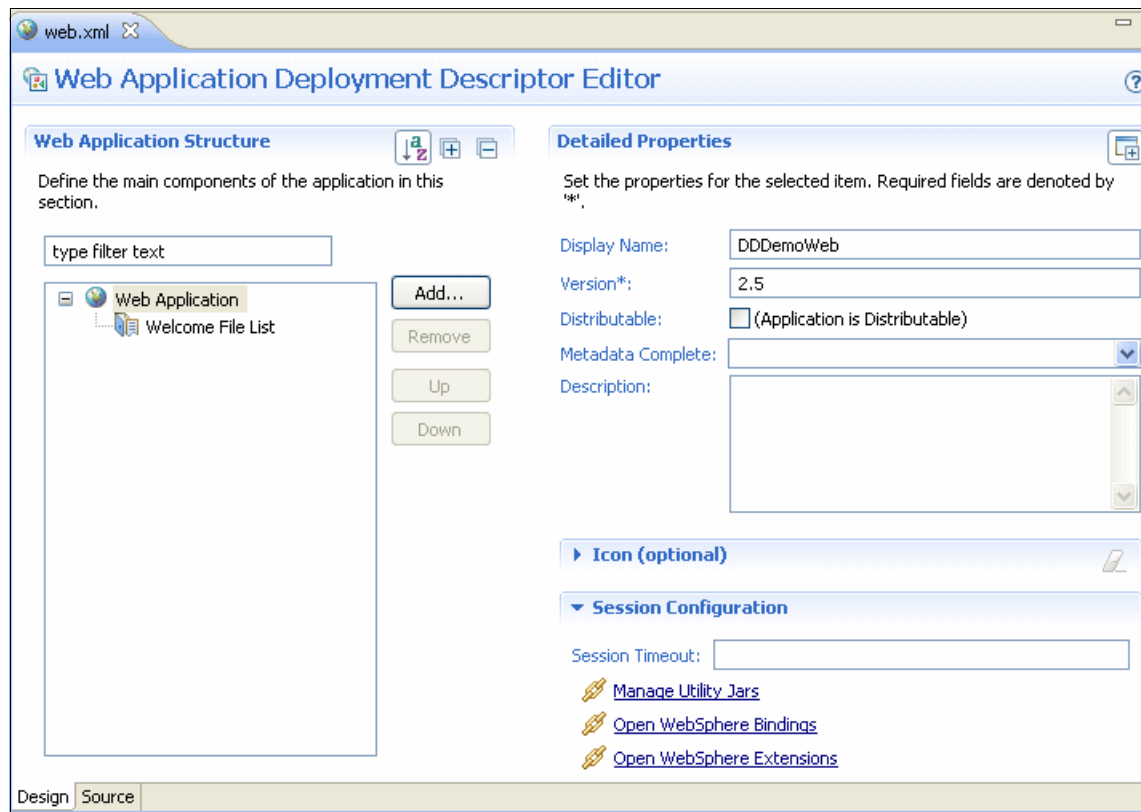 web.xml
Web Application Deployment Descriptor Editor
Web Application Structure
Define the main components of the application in this
section.
type filter text
Web Application
Welcome File List
Add...
Remove
Up
Down
Detailed Properties
Set the properties for the selected item. Required fields are denoted by
'*'.
Display Name: DDDemoWeb
Version*: 2.5
Distributable: (Application is Distributable)
Metadata Complete:
Description:
Icon (optional)
Session Configuration
Session Timeout:
Manage Utility Jars
Open WebSphere Bindings
Open WebSphere Extensions
Design Source